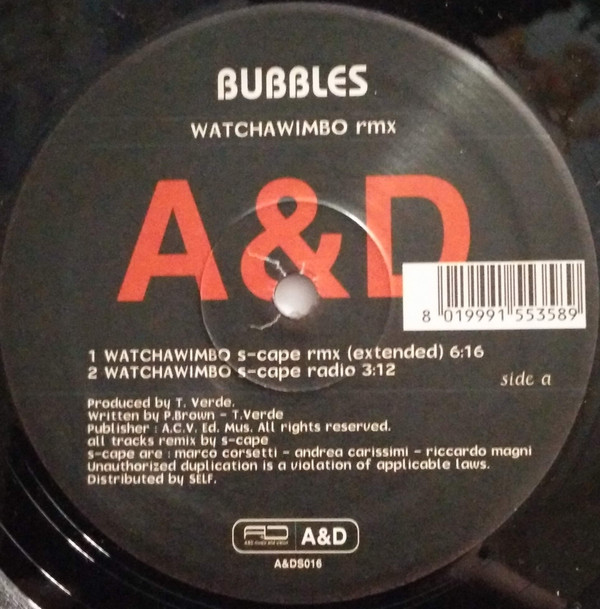 BUBBLES
WATCHAWIMBO rmx
A&D
8 019991 553589
1 WATCHAWIMBO s-cape rmx (extended) 6:16
2 WATCHAWIMBO s-cape radio 3:12
side a
Produced by T. Verde.
Written by P.Brown - T.Verde
Publisher : A.C.V. Ed. Mus. All rights reserved.
all tracks remix by s-cape
s-cape are : marco corsetti - andrea carissimi - riccardo magni
Unauthorized duplication is a violation of applicable laws.
Distributed by SELF.
A&D A&D
A&DS016